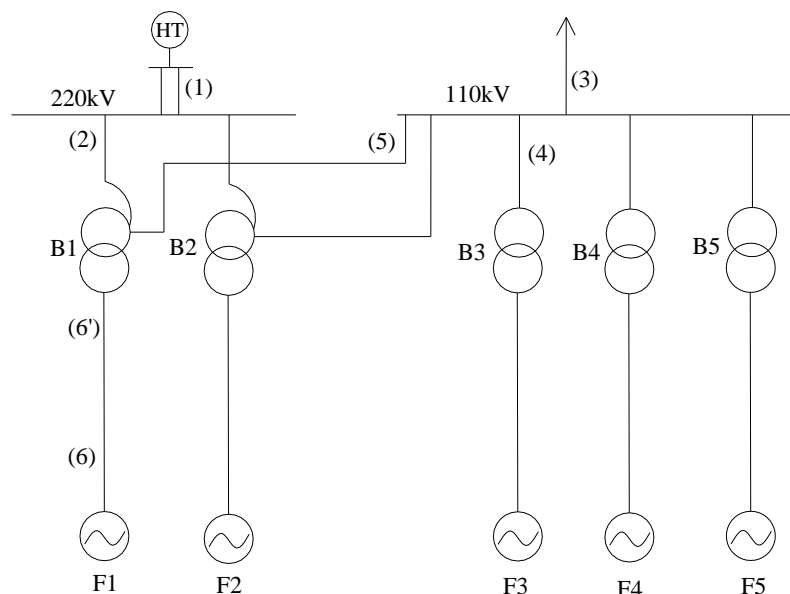 HT
220kV
(1)
110kV
(3)
(2)
(5)
(4)
B1
B2
B3
B4
B5
(6')
(6)
F1
F2
F3
F4
F5